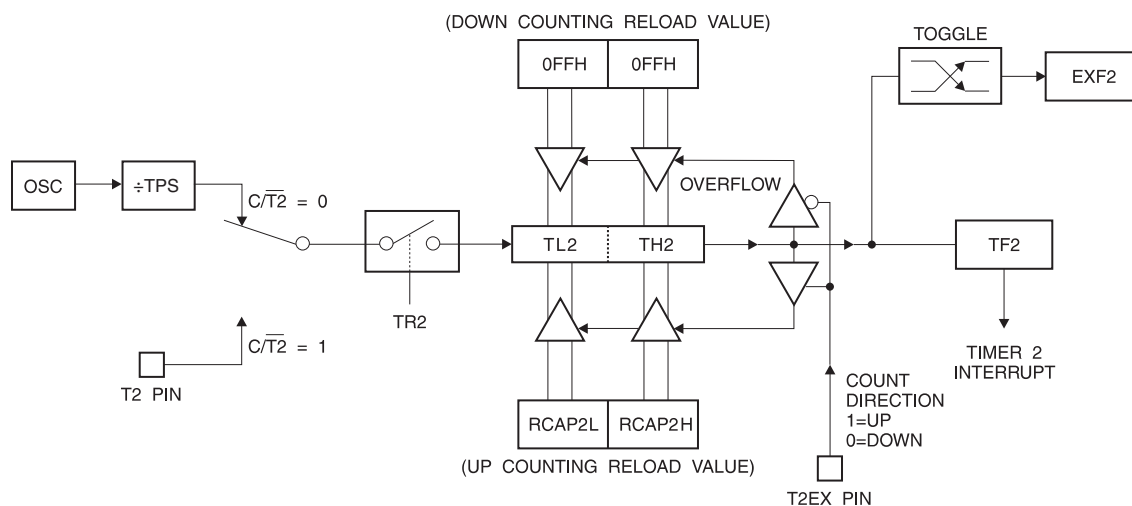 (DOWN COUNTING RELOAD VALUE)
0FFH 0FFH
TOGGLE
EXF2
OSC
÷TPS
C/T2̅ = 0
OVERFLOW
TL2 TH2
TF2
TR2
C/T2̅ = 1
T2 PIN
TIMER 2
INTERRUPT
COUNT
DIRECTION
1=UP
0=DOWN
RCAP2L RCAP2H
(UP COUNTING RELOAD VALUE)
T2EX PIN